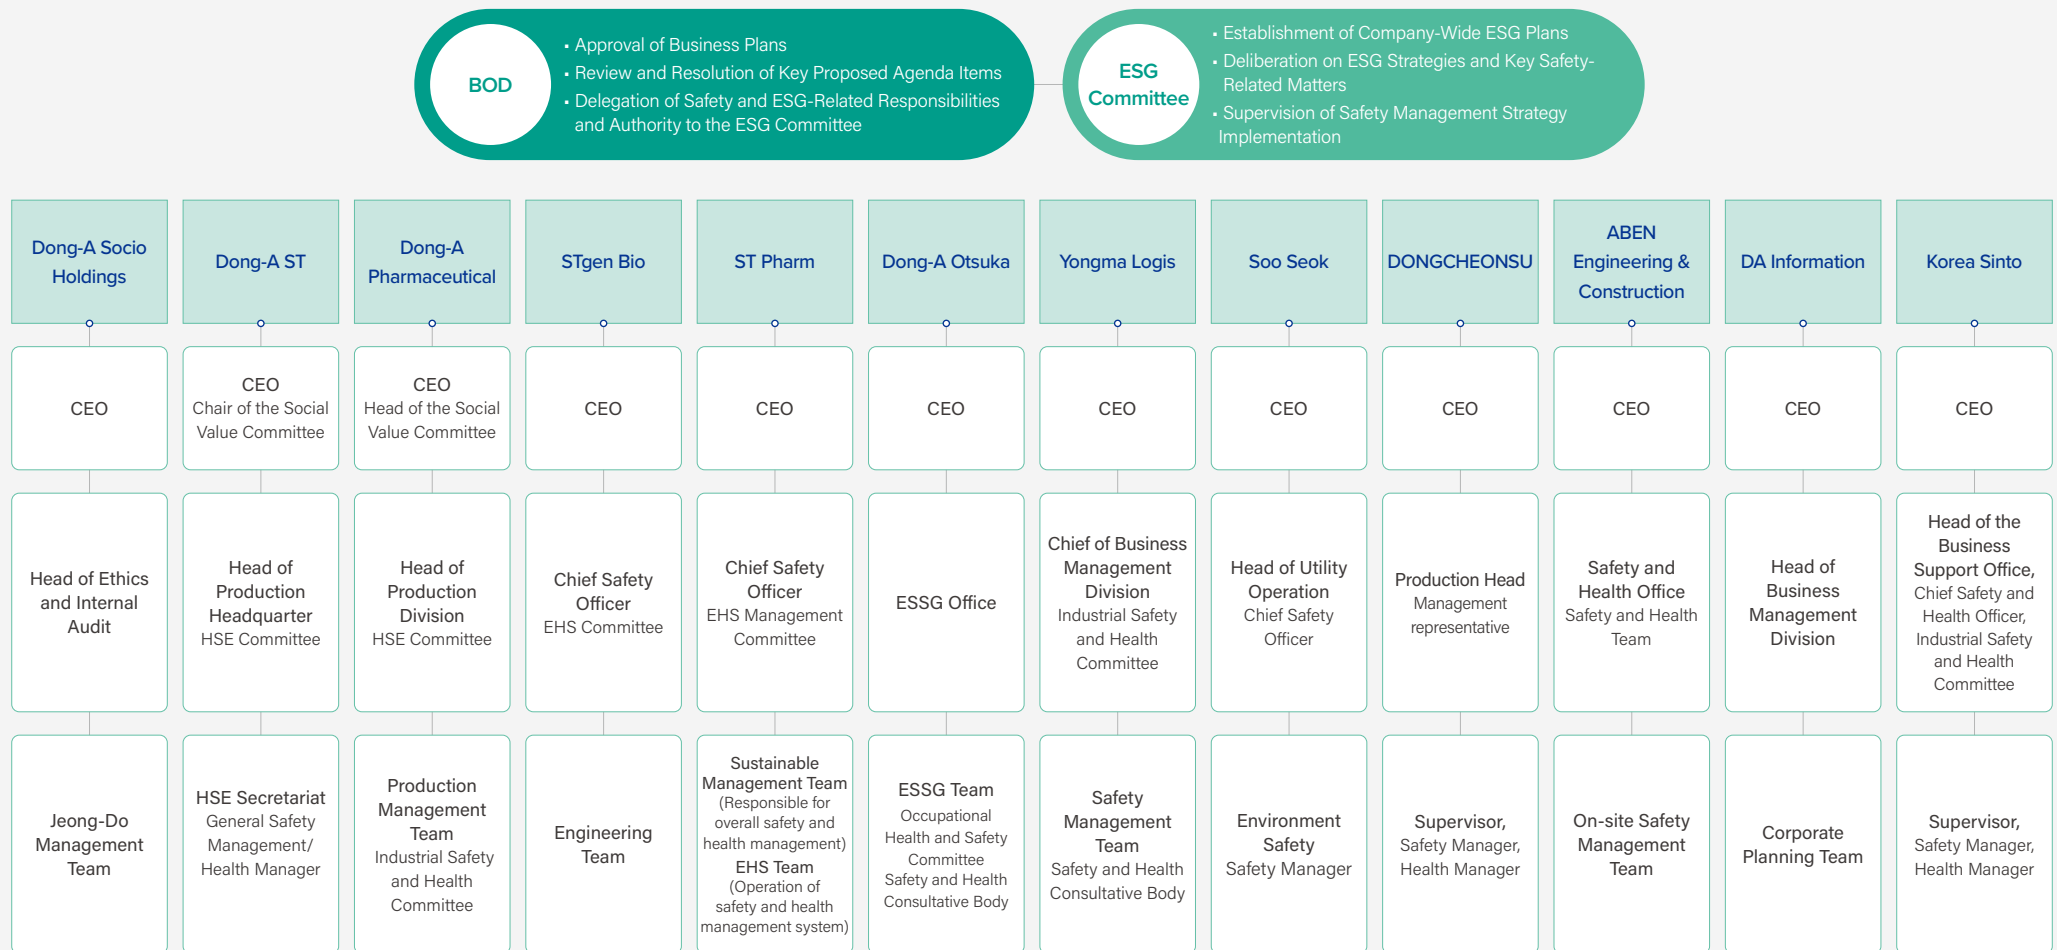 BOD
▪ Approval of Business Plans
▪ Review and Resolution of Key Proposed Agenda Items
▪ Delegation of Safety and ESG-Related Responsibilities
and Authority to the ESG Committee
ESG
Committee
▪ Establishment of Company-Wide ESG Plans
▪ Deliberation on ESG Strategies and Key Safety-
Related Matters
▪ Supervision of Safety Management Strategy
Implementation
Dong-A Socio
Holdings
Dong-A ST
Dong-A
Pharmaceutical
STgen Bio
ST Pharm
Dong-A Otsuka
Yongma Logis
Soo Seok
DONGCHEONSU
ABEN
Engineering &
Construction
DA Information
Korea Sinto
CEO
CEO
Chair of the Social
Value Committee
CEO
Head of the Social
Value Committee
CEO
CEO
CEO
CEO
CEO
CEO
CEO
CEO
CEO
Head of Ethics
and Internal
Audit
Head of
Production
Headquarter
HSE Committee
Head of
Production
Division
HSE Committee
Chief Safety
Officer
EHS Committee
Chief Safety
Officer
EHS Management
Committee
ESSG Office
Chief of Business
Management
Division
Industrial Safety
and Health
Committee
Head of Utility
Operation
Chief Safety
Officer
Production Head
Management
representative
Safety and
Health Office
Safety and Health
Team
Head of
Business
Management
Division
Head of the
Business
Support Office,
Chief Safety and
Health Officer,
Industrial Safety
and Health
Committee
Jeong-Do
Management
Team
HSE Secretariat
General Safety
Management/
Health Manager
Production
Management
Team
Industrial Safety
and Health
Committee
Engineering
Team
Sustainable
Management Team
(Responsible for
overall safety and
health management)
EHS Team
(Operation of
safety and health
management system)
ESSG Team
Occupational
Health and Safety
Committee
Safety and Health
Consultative Body
Safety
Management
Team
Safety and Health
Consultative Body
Environment
Safety
Safety Manager
Supervisor,
Safety Manager,
Health Manager
On-site Safety
Management
Team
Corporate
Planning Team
Supervisor,
Safety Manager,
Health Manager